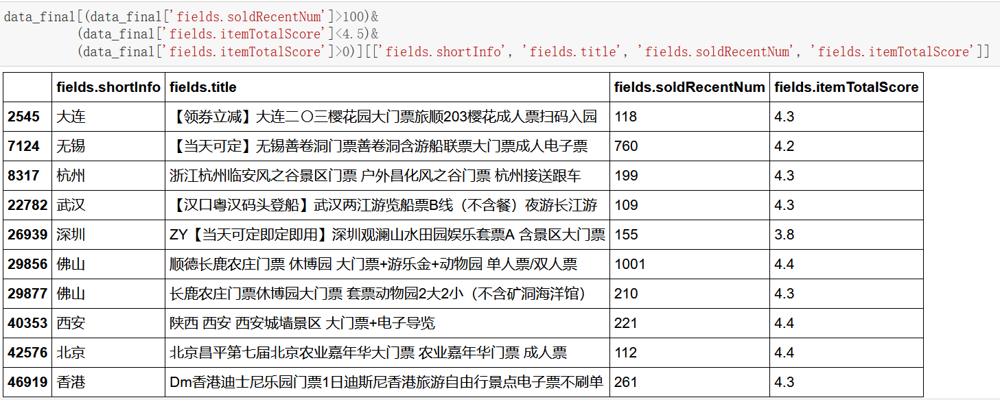 data_final[(data_final['fields.soldRecentNum']>100)&
(data_final['fields.itemTotalScore']<4.5)&
(data_final['fields.itemTotalScore']>0)][['fields.shortInfo', 'fields.title', 'fields.soldRecentNum', 'fields.itemTotalScore']]
fields.shortInfo fields.title fields.soldRecentNum fields.itemTotalScore
2545 大连 【领券立减】大连二〇三樱花园大门票旅顺203樱花成人票扫码入园 118 4.3
7124 无锡 【当天可定】无锡善卷洞门票善卷洞含游船联票大门票成人电子票 760 4.2
8317 杭州 浙江杭州临安风之谷景区门票 户外昌化风之谷门票 杭州接送跟车 199 4.3
22782 武汉 【汉口粤汉码头登船】武汉两江游览船票B线（不含餐）夜游长江游 109 4.3
26939 深圳 ZY【当天可定即定即用】深圳观澜山水田园娱乐套票A 含景区大门票 155 3.8
29856 佛山 顺德长鹿农庄门票 休博园 大门票+游乐金+动物园 单人票/双人票 1001 4.4
29877 佛山 长鹿农庄门票休博园大门票 套票动物园2大2小（不含矿洞海洋馆） 210 4.3
40353 西安 陕西 西安 西安城墙景区 大门票+电子导览 221 4.4
42576 北京 北京昌平第七届北京农业嘉年华大门票 农业嘉年华门票 成人票 112 4.4
46919 香港 Dm香港迪士尼乐园门票1日迪斯尼香港旅游自由行景点电子票不刷单 261 4.3